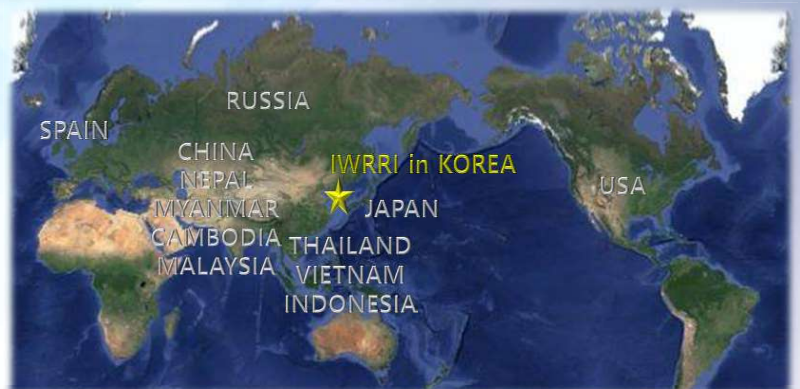 RUSSIA
SPAIN
CHINA
NEPAL
MYANMAR
CAMBODIA
MALAYSIA
IWRRI in KOREA
JAPAN
THAILAND
VIETNAM
INDONESIA
USA